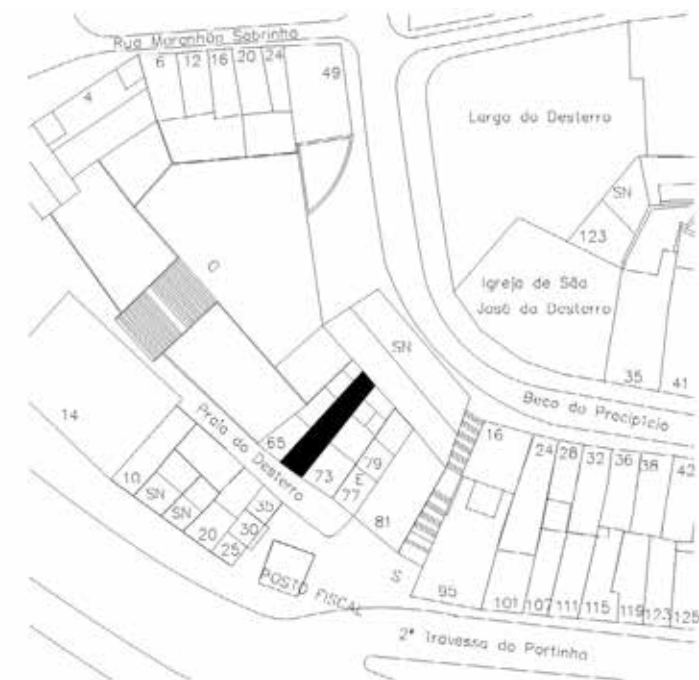 Rua Maranhão Sobrinho
6 12 16 20 24
49
4
Largo do Desterro
SN
123
Igreja de São
José do Desterro
35
41
SN
Beco do Precipício
14
Praia do Desterro
65
73
79
E
77
81
16
24 28 32 36 38 42
10
SN
SN
20
25
30
35
POSTO FISCAL
S
95
101 107 111 115 119 123 125
2ª Travessa do Portinho